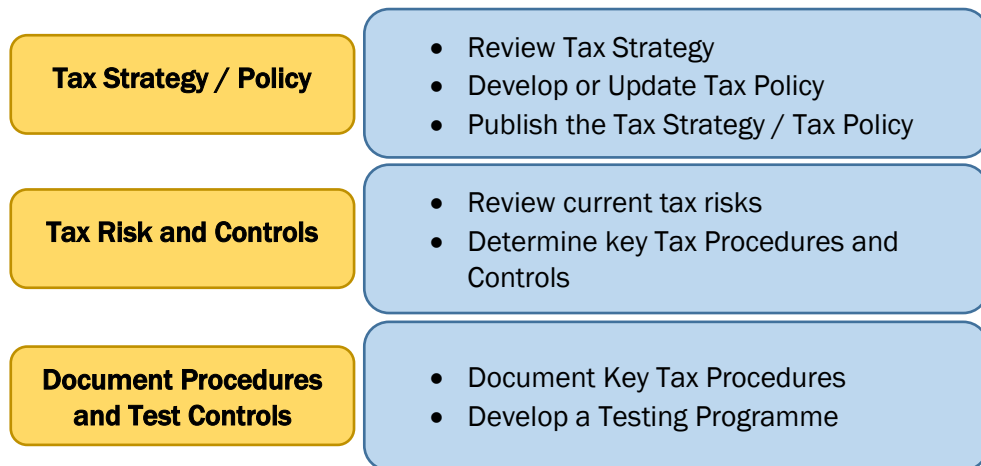 Tax Strategy / Policy
• Review Tax Strategy
• Develop or Update Tax Policy
• Publish the Tax Strategy / Tax Policy
Tax Risk and Controls
• Review current tax risks
• Determine key Tax Procedures and
Controls
Document Procedures
and Test Controls
• Document Key Tax Procedures
• Develop a Testing Programme